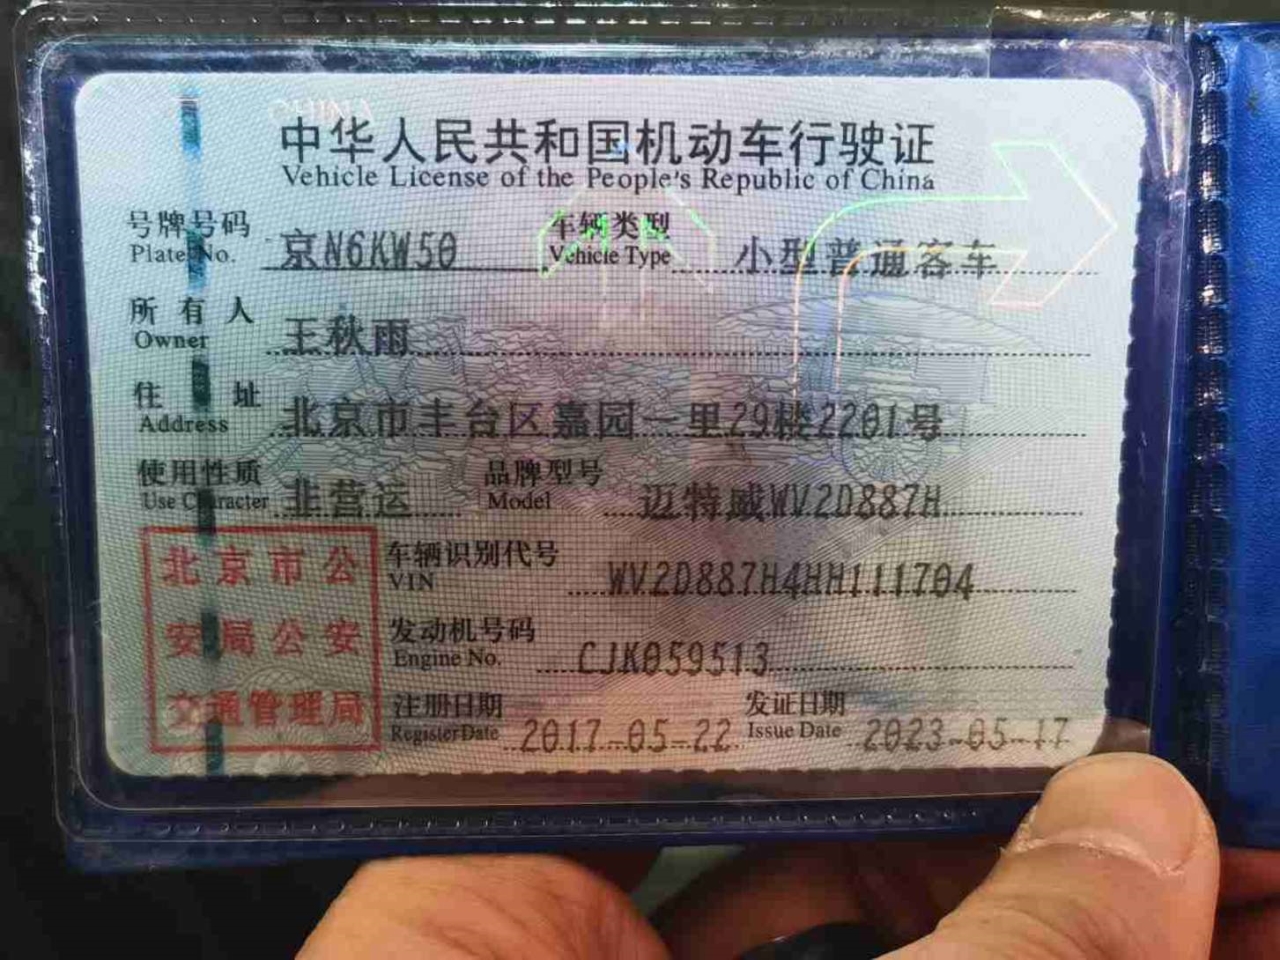 中华人民共和国机动车行驶证
Vehicle License of the People's Republic of China
号牌号码 京N6KW50 车辆类型 小型普通客车
Plate No. Vehicle Type
所有人 王秋雨
Owner
住址 北京市丰台区嘉园一里29楼2201号
Address
使用性质 非营运 品牌型号 迈特威WV2D887H
Use Character Model
车辆识别代号 WV2D887H4HH111704
VIN
发动机号码 CJK059513
Engine No.
注册日期 2017-05-22 发证日期 2023-05-17
Register Date Issue Date
北京市公
安局公安
交通管理局